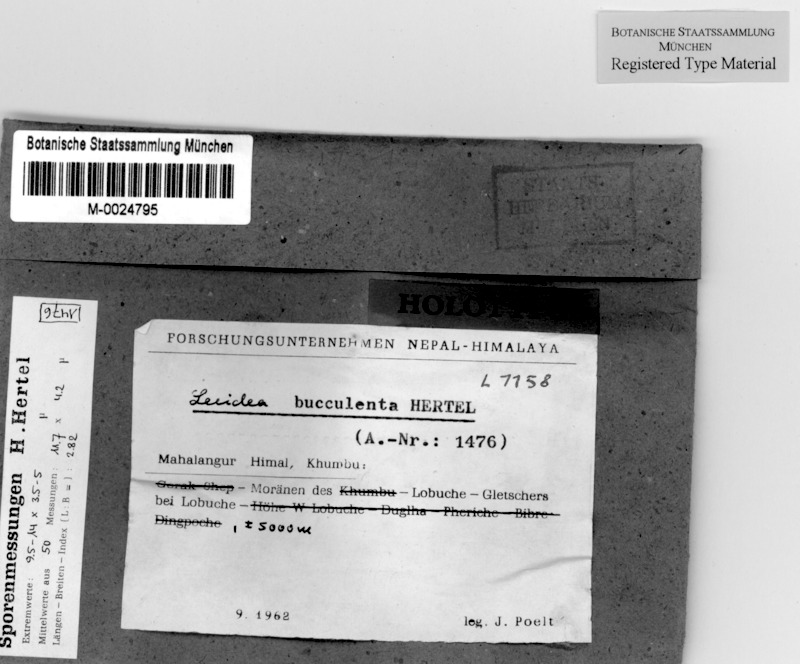 BOTANISCHE STAATSSAMMLUNG
MÜNCHEN
Registered Type Material
Botanische Staatssammlung München
M-0024795
STAATS-
HOLOTYPUS
FORSCHUNGSUNTERNEHMEN NEPAL-HIMALAYA
L 7158
Lecidea bucculenta HERTEL
(A.-Nr.: 1476)
Mahalangur Himal, Khumbu:
Gorak Shep – Moränen des Khumbu – Lobuche – Gletschers
bei Lobuche – Höhe W Lobuche – Duglha – Pheriche – Bibre
Dingpoche , ± 5000 m
9. 1962 leg. J. Poelt
Sporenmessungen H. Hertel 1476
Extremwerte: 9.5-14 x 3.5-5 µ
Mittelwerte aus 50 Messungen: 11.7 x 4.2 µ
Längen-Breiten-Index (L:B = ): 2.82